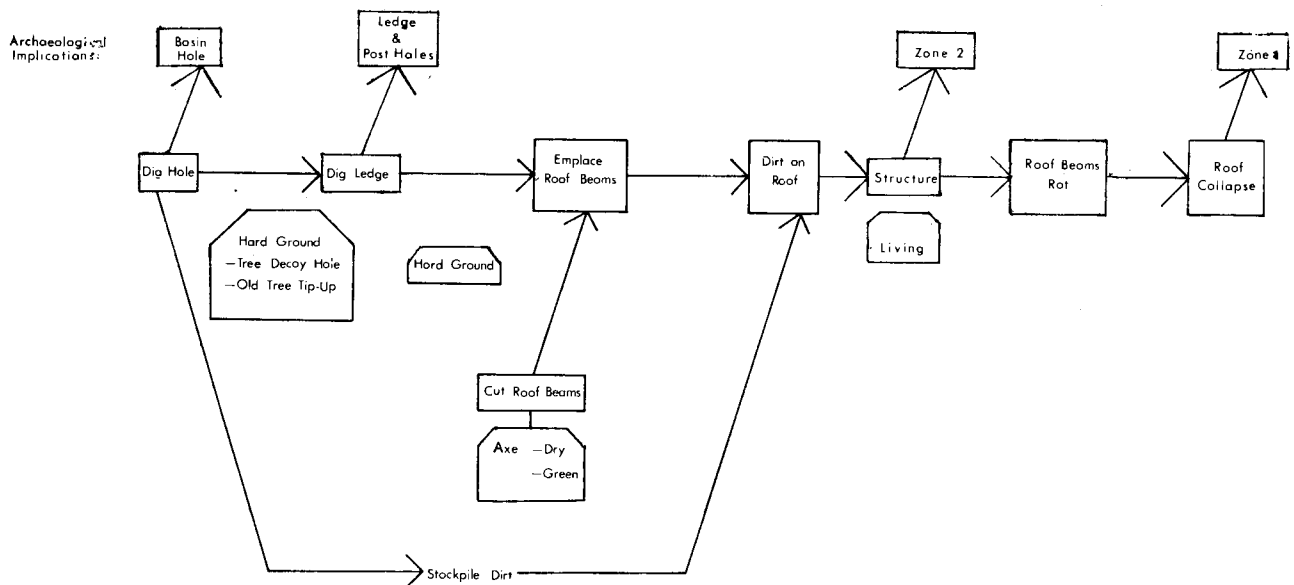 Archaeological
Implications:
Basin
Hole
Ledge
&
Post Holes
Zone 2
Zone
Dig Hole
Dig Ledge
Emplace
Roof Beams
Dirt on
Roof
Structure
Roof Beams
Rot
Roof
Collapse
Hard Ground
—Tree Decoy Hole
—Old Tree Tip-Up
Hord Ground
Living
Cut Roof Beams
Axe —Dry
—Green
Stockpile Dirt